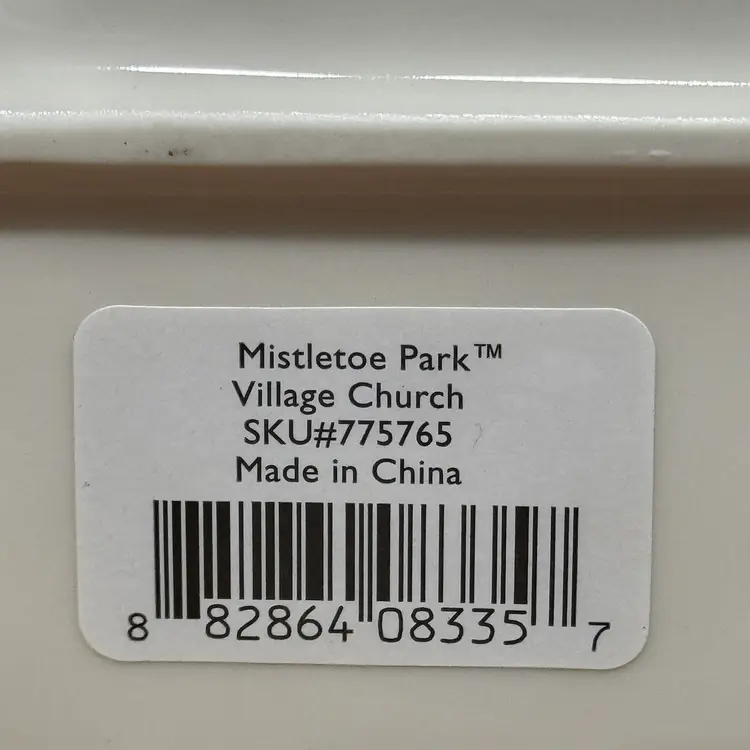 Mistletoe Park™
Village Church
SKU#775765
Made in China
8 82864 08335 7